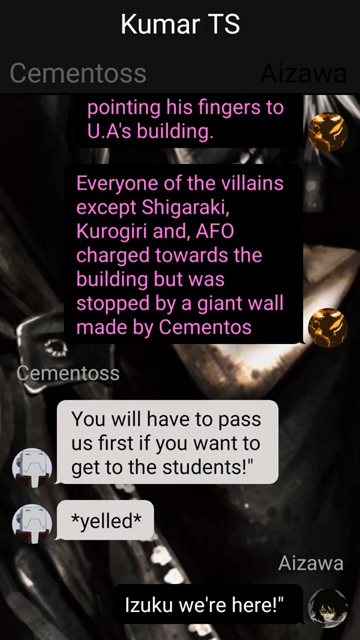 Kumar TS
Cementoss
Aizawa
pointing his fingers to
U.A's building.
Everyone of the villains
except Shigaraki,
Kurogiri and, AFO
charged towards the
building but was
stopped by a giant wall
made by Cementos
Cementoss
You will have to pass
us first if you want to
get to the students!"
*yelled*
Aizawa
Izuku we're here!"